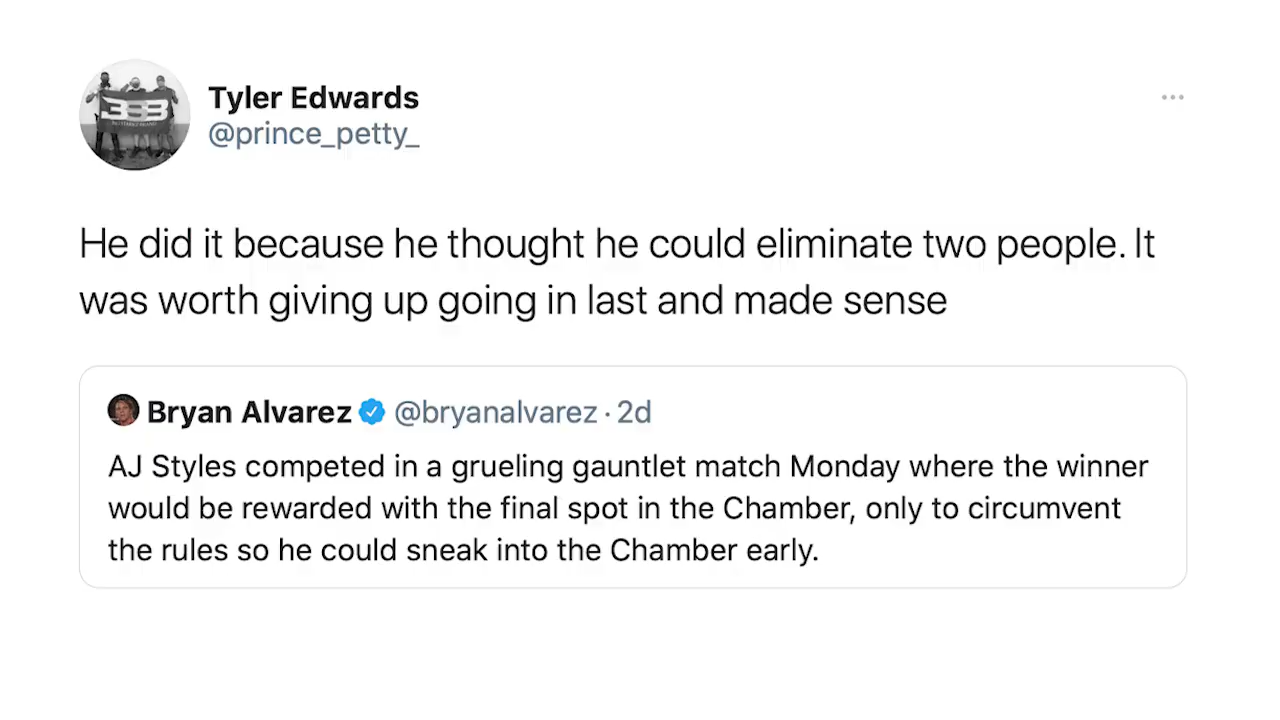 Tyler Edwards
@prince_petty_
He did it because he thought he could eliminate two people. It
was worth giving up going in last and made sense
Bryan Alvarez @bryanalvarez · 2d
AJ Styles competed in a grueling gauntlet match Monday where the winner
would be rewarded with the final spot in the Chamber, only to circumvent
the rules so he could sneak into the Chamber early.